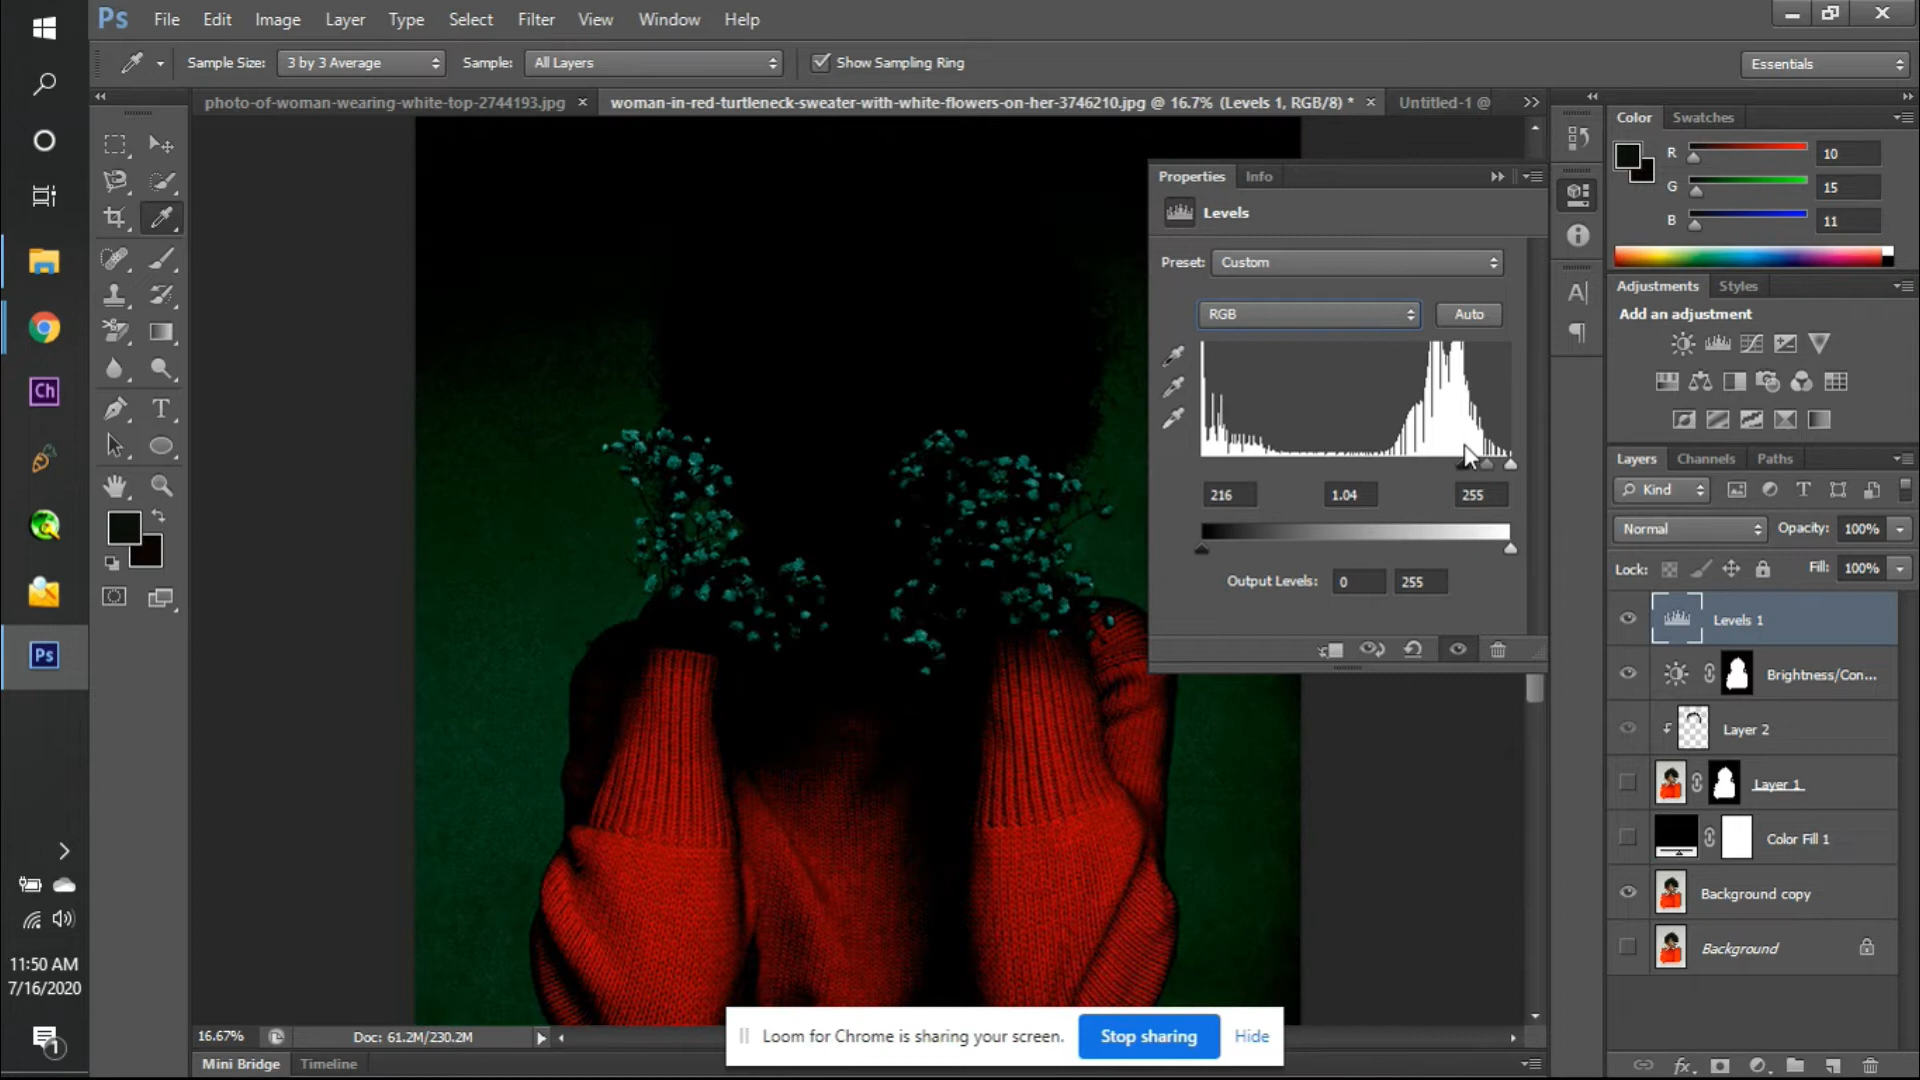 Ps File Edit Image Layer Type Select Filter View Window Help
Sample Size: 3 by 3 Average Sample: All Layers Show Sampling Ring Essentials
photo-of-woman-wearing-white-top-2744193.jpg × woman-in-red-turtleneck-sweater-with-white-flowers-on-her-3746210.jpg @ 16.7% (Levels 1, RGB/8) * × Untitled-1 @
Color Swatches
R 10
G 15
B 11
Properties Info
Levels
Preset: Custom
RGB Auto
216 1.04 255
Output Levels: 0 255
Adjustments Styles
Add an adjustment
Layers Channels Paths
Kind
Normal Opacity: 100%
Lock: Fill: 100%
Levels 1
Brightness/Con...
Layer 2
Layer 1
Color Fill 1
Background copy
Background
Ch
Ps
11:50 AM
7/16/2020
1
16.67% Doc: 61.2M/230.2M
Loom for Chrome is sharing your screen. Stop sharing Hide
Mini Bridge Timeline